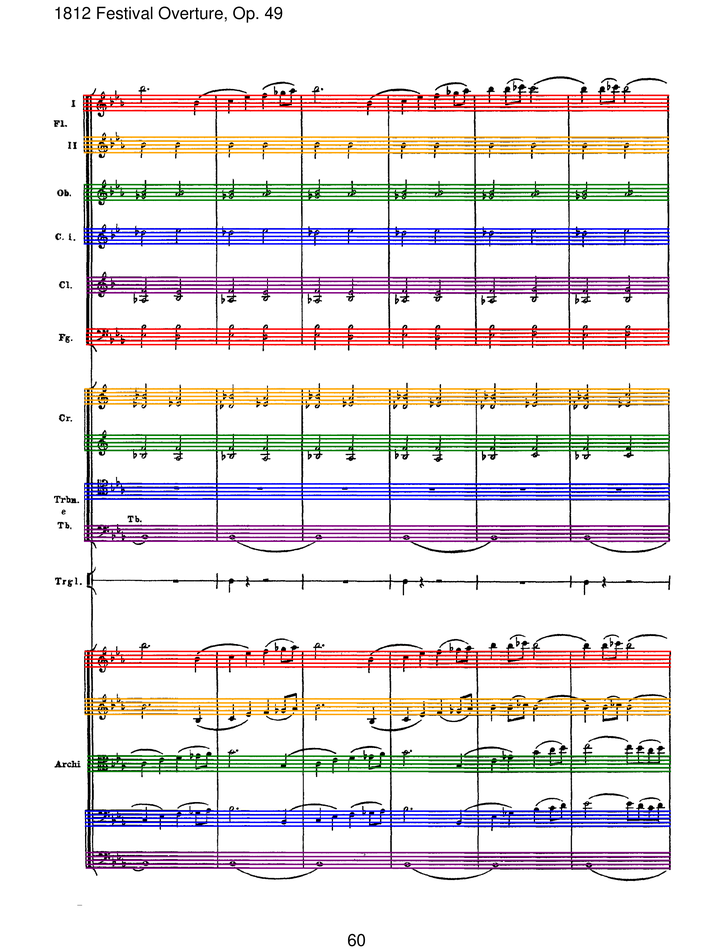 1812 Festival Overture, Op. 49
I
Fl.
II
Ob.
C. i.
Cl.
Fg.
Cr.
Trbn.
e
Tb.
Tb.
Trgl.
Archi
60